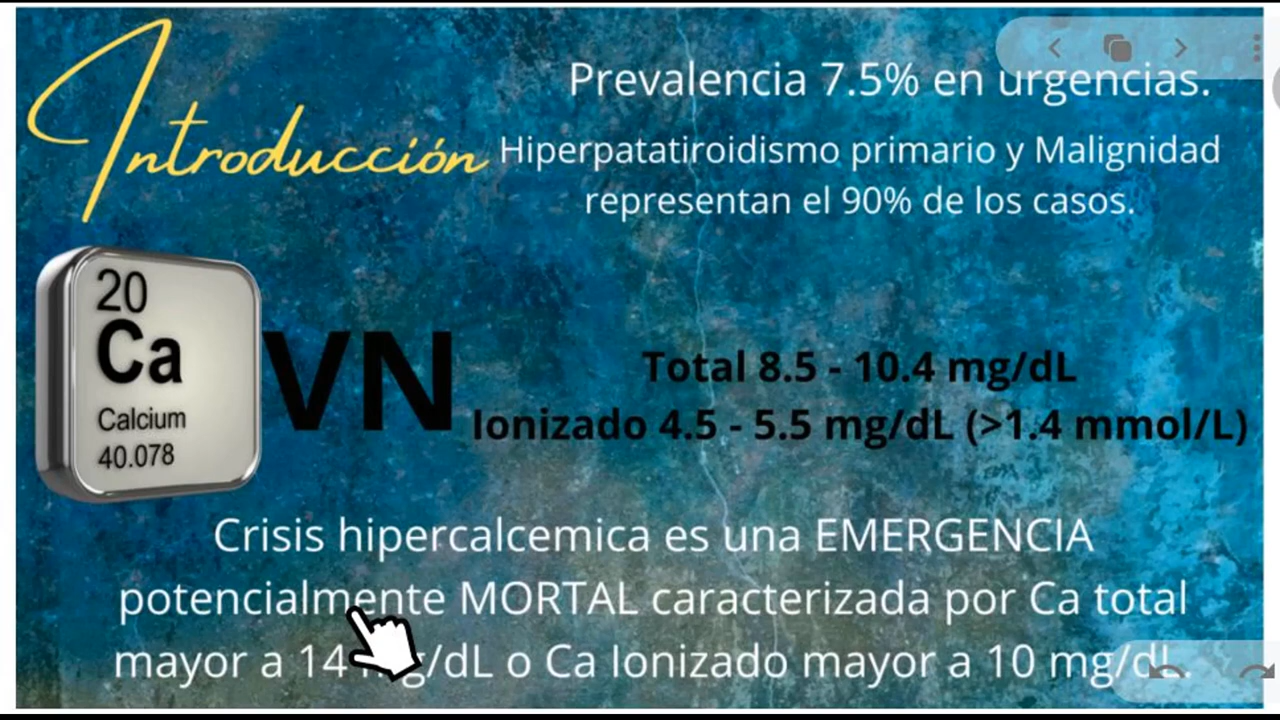 Introducción
Prevalencia 7.5% en urgencias.
Hiperpatatiroidismo primario y Malignidad
representan el 90% de los casos.
20
Ca
Calcium
40.078
VN
Total 8.5 - 10.4 mg/dL
Ionizado 4.5 - 5.5 mg/dL (>1.4 mmol/L)
Crisis hipercalcemica es una EMERGENCIA
potencialmente MORTAL caracterizada por Ca total
mayor a 14 mg/dL o Ca Ionizado mayor a 10 mg/dL.